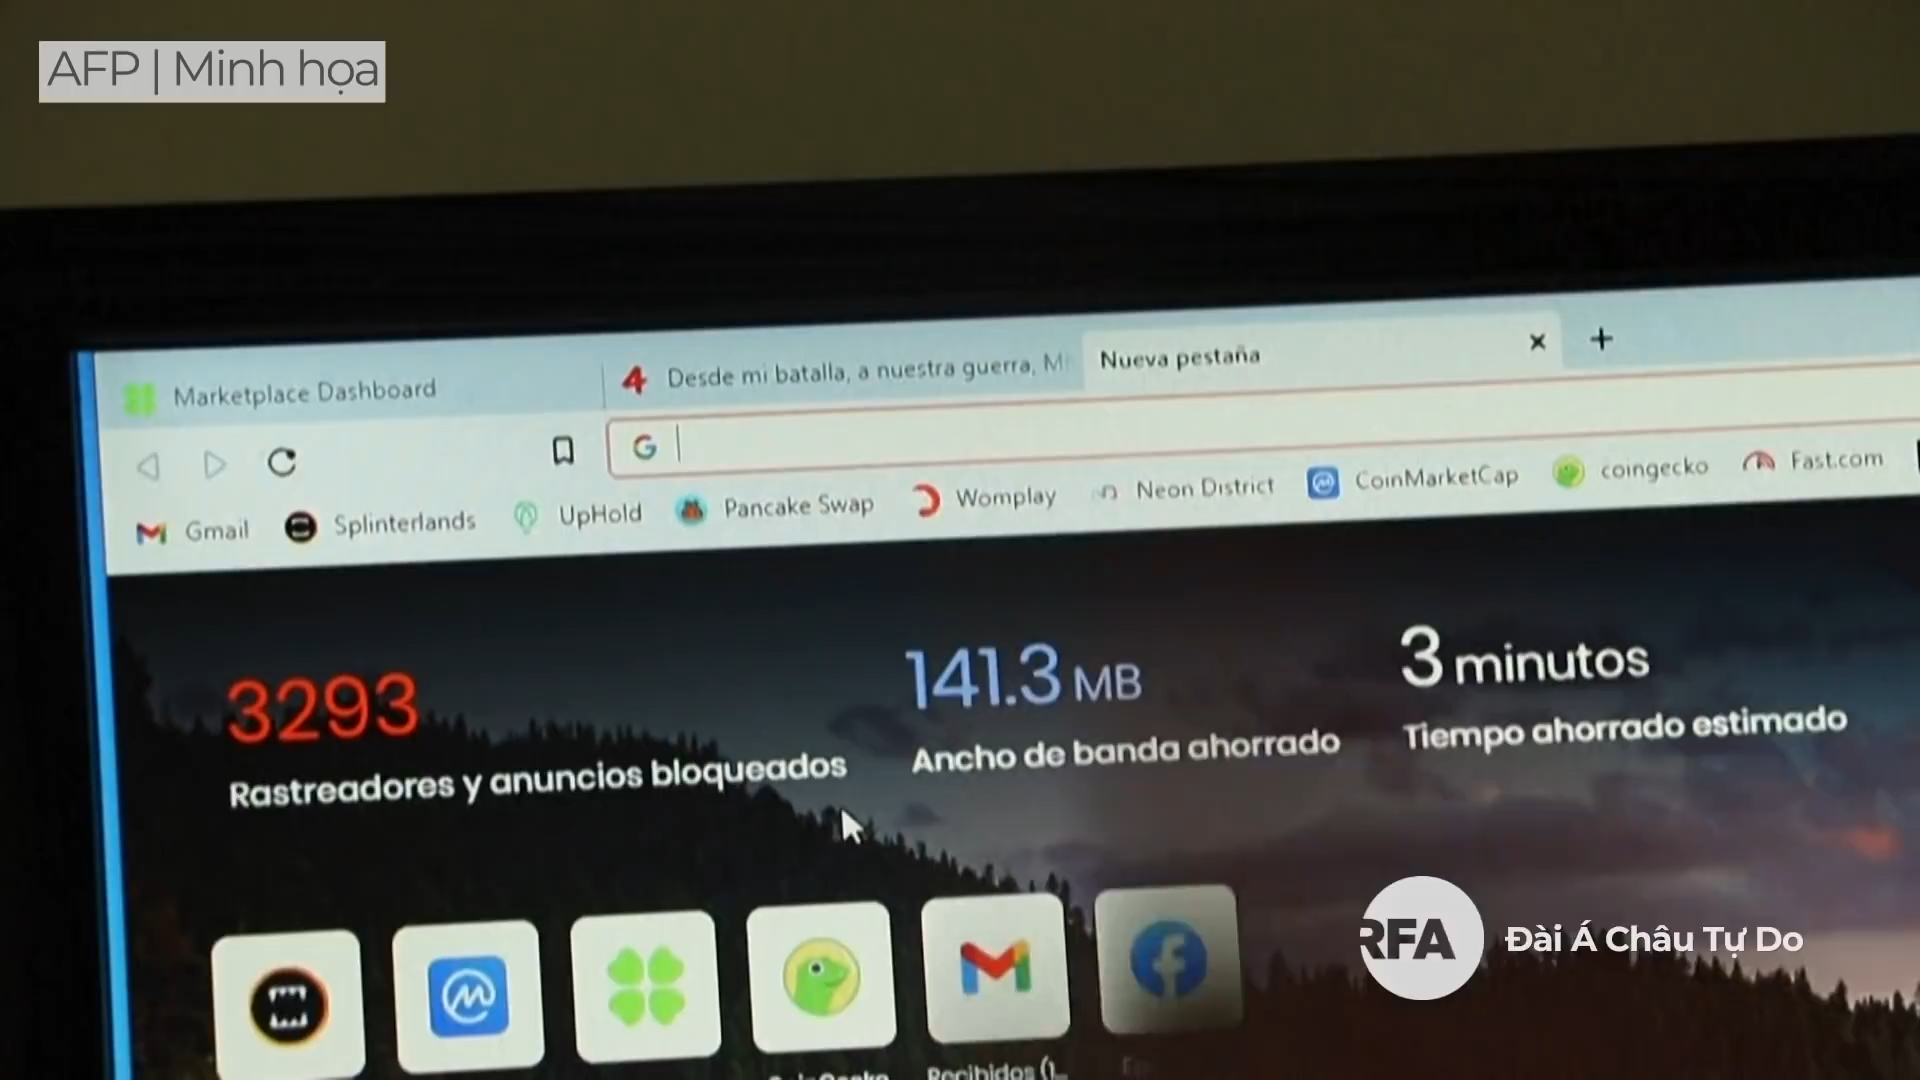 AFP | Minh họa
Marketplace Dashboard
Desde mi batalla, a nuestra guerra, M
Nueva pestaña
Gmail
Splinterlands
UpHold
Pancake Swap
Womplay
Neon District
CoinMarketCap
coingecko
Fast.com
3293
Rastreadores y anuncios bloqueados
141.3 MB
Ancho de banda ahorrado
3 minutos
Tiempo ahorrado estimado
RFA
Đài Á Châu Tự Do
Recibidos (1...